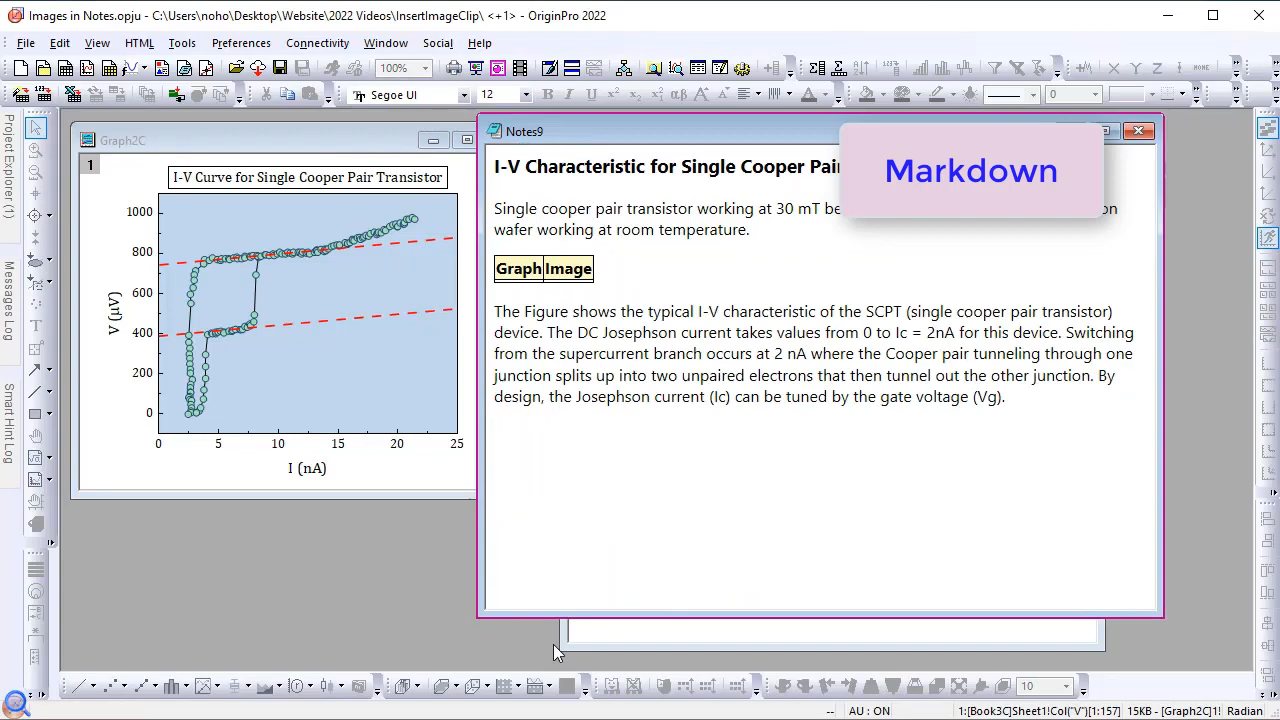 Images in Notes.opju - C:\Users\noho\Desktop\Website\2022 Videos\InsertImageClip\ <+1> - OriginPro 2022
File Edit View HTML Tools Preferences Connectivity Window Social Help
100%
Segoe UI 12 B I U 0
Project Explorer (1)
Messages Log
Smart Hint Log
Graph2C
1
I-V Curve for Single Cooper Pair Transistor
1000
800
600
400
200
0
V (µV)
0 5 10 15 20 25
I (nA)
Notes9
Markdown
I-V Characteristic for Single Cooper Pai
Single cooper pair transistor working at 30 mT be on
wafer working at room temperature.
Graph Image
The Figure shows the typical I-V characteristic of the SCPT (single cooper pair transistor)
device. The DC Josephson current takes values from 0 to Ic = 2nA for this device. Switching
from the supercurrent branch occurs at 2 nA where the Cooper pair tunneling through one
junction splits up into two unpaired electrons that then tunnel out the other junction. By
design, the Josephson current (Ic) can be tuned by the gate voltage (Vg).
10
-- AU : ON 1:[Book3C]Sheet1!Col("V")[1:157] 15KB - [Graph2C]1! Radian